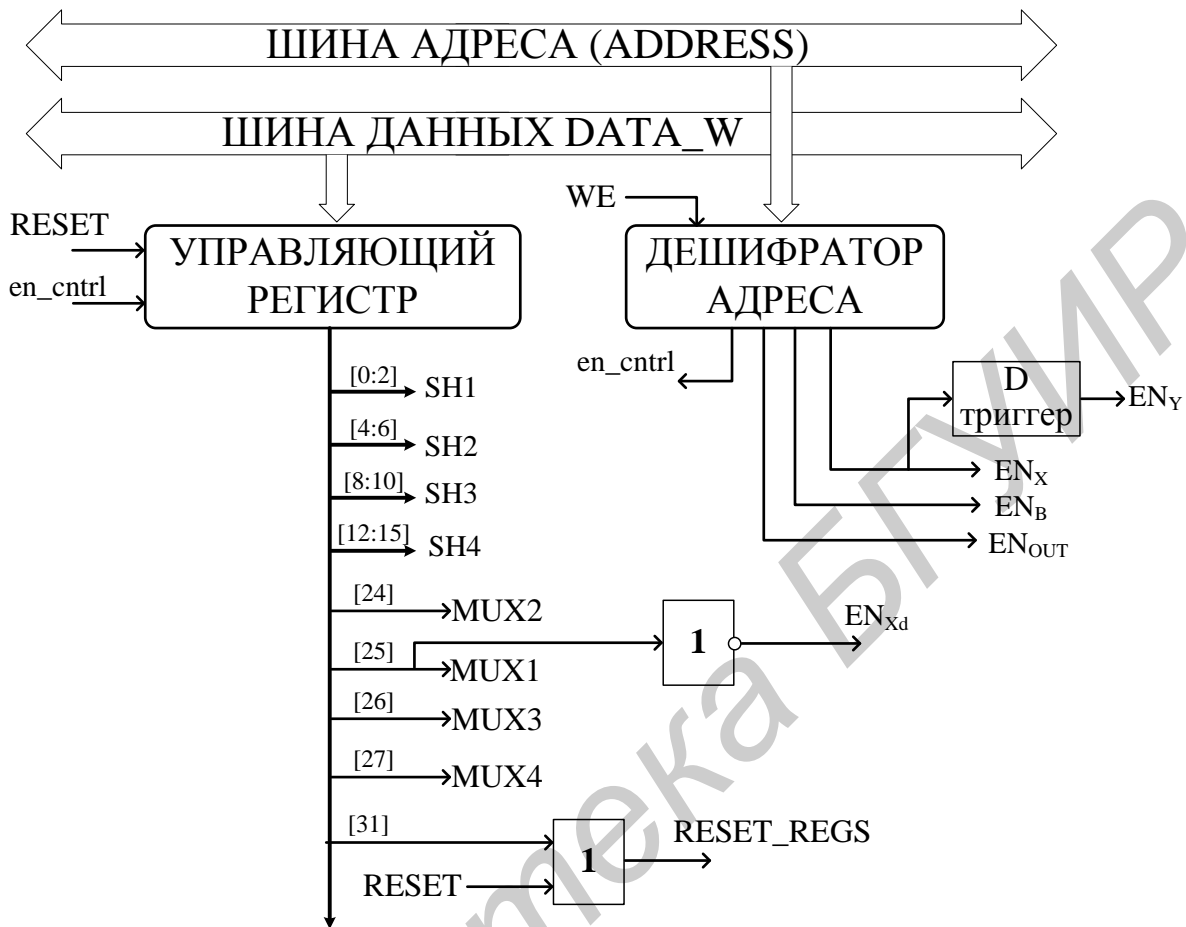 ШИНА АДРЕСА (ADDRESS)
ШИНА ДАННЫХ DATA_W
WE
RESET
en_cntrl
УПРАВЛЯЮЩИЙ
РЕГИСТР
ДЕШИФРАТОР
АДРЕСА
en_cntrl
[0:2] SH1
[4:6] SH2
[8:10] SH3
[12:15] SH4
D
триггер
EN_Y
EN_X
EN_B
EN_OUT
[24] MUX2
[25] MUX1
1
EN_Xd
[26] MUX3
[27] MUX4
[31]
RESET
1
RESET_REGS
тека БГУИР